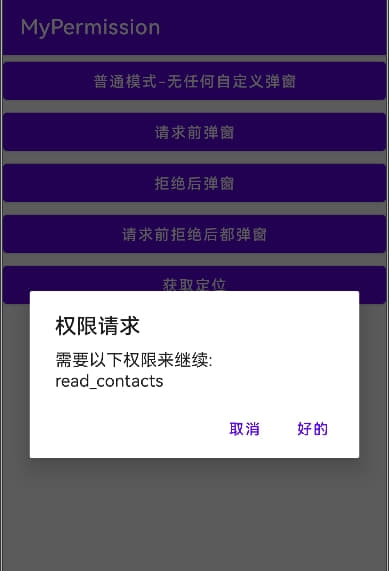 MyPermission
普通模式-无任何自定义弹窗
请求前弹窗
拒绝后弹窗
请求前拒绝后都弹窗
获取定位
权限请求
需要以下权限来继续:
read_contacts
取消 好的